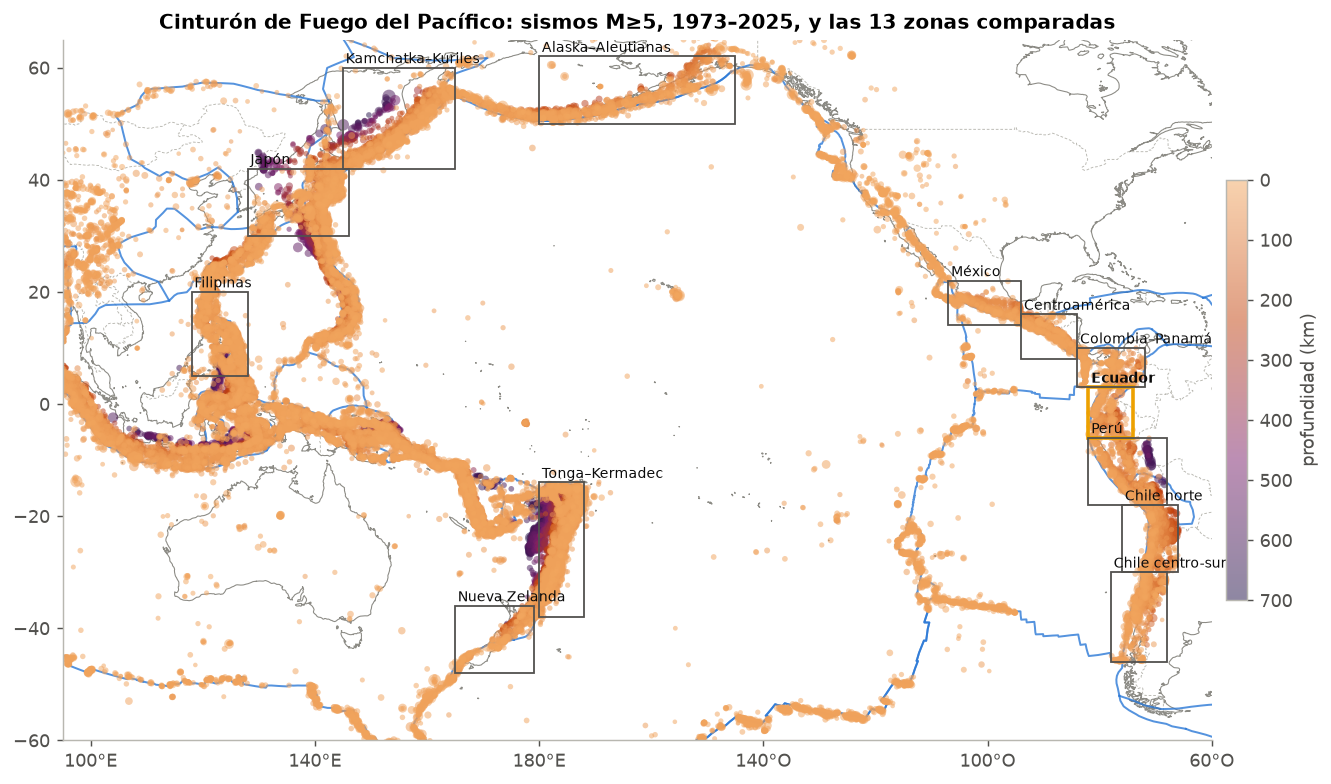 Cinturón de Fuego del Pacífico: sismos M≥5, 1973–2025, y las 13 zonas comparadas
Alaska–Aleutianas
Kamchatka–Kuriles
Japón
Filipinas
México
Centroamérica
Colombia–Panamá
Ecuador
Perú
Tonga–Kermadec
Chile norte
Chile centro-sur
Nueva Zelanda
60
40
20
0
−20
−40
−60
100°E
140°E
180°
140°O
100°O
60°O
0
100
200
300
400
500
600
700
profundidad (km)